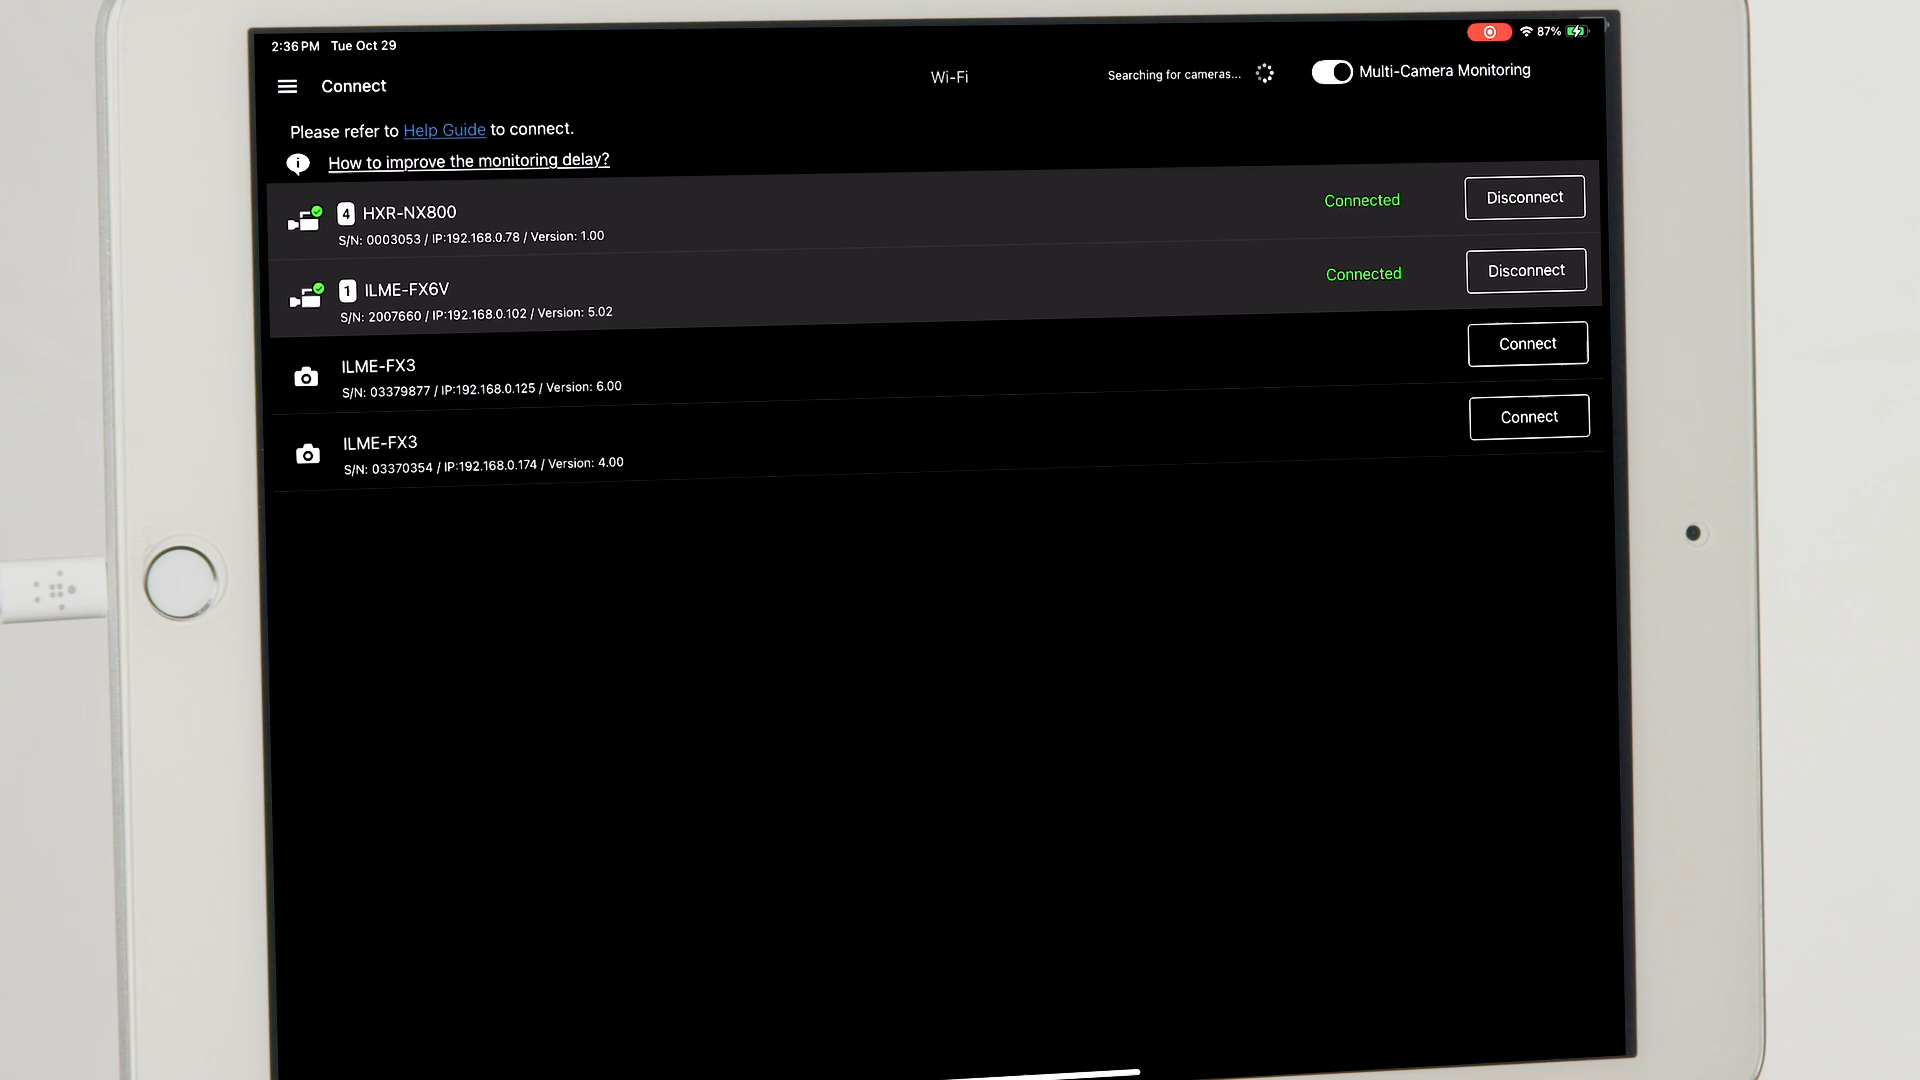 2:36 PM Tue Oct 29
87%
Connect
Wi-Fi
Searching for cameras...
Multi-Camera Monitoring
Please refer to Help Guide to connect.
How to improve the monitoring delay?
4 HXR-NX800
S/N: 0003053 / IP:192.168.0.78 / Version: 1.00
Connected
Disconnect
1 ILME-FX6V
S/N: 2007660 / IP:192.168.0.102 / Version: 5.02
Connected
Disconnect
ILME-FX3
S/N: 03379877 / IP:192.168.0.125 / Version: 6.00
Connect
ILME-FX3
S/N: 03370354 / IP:192.168.0.174 / Version: 4.00
Connect